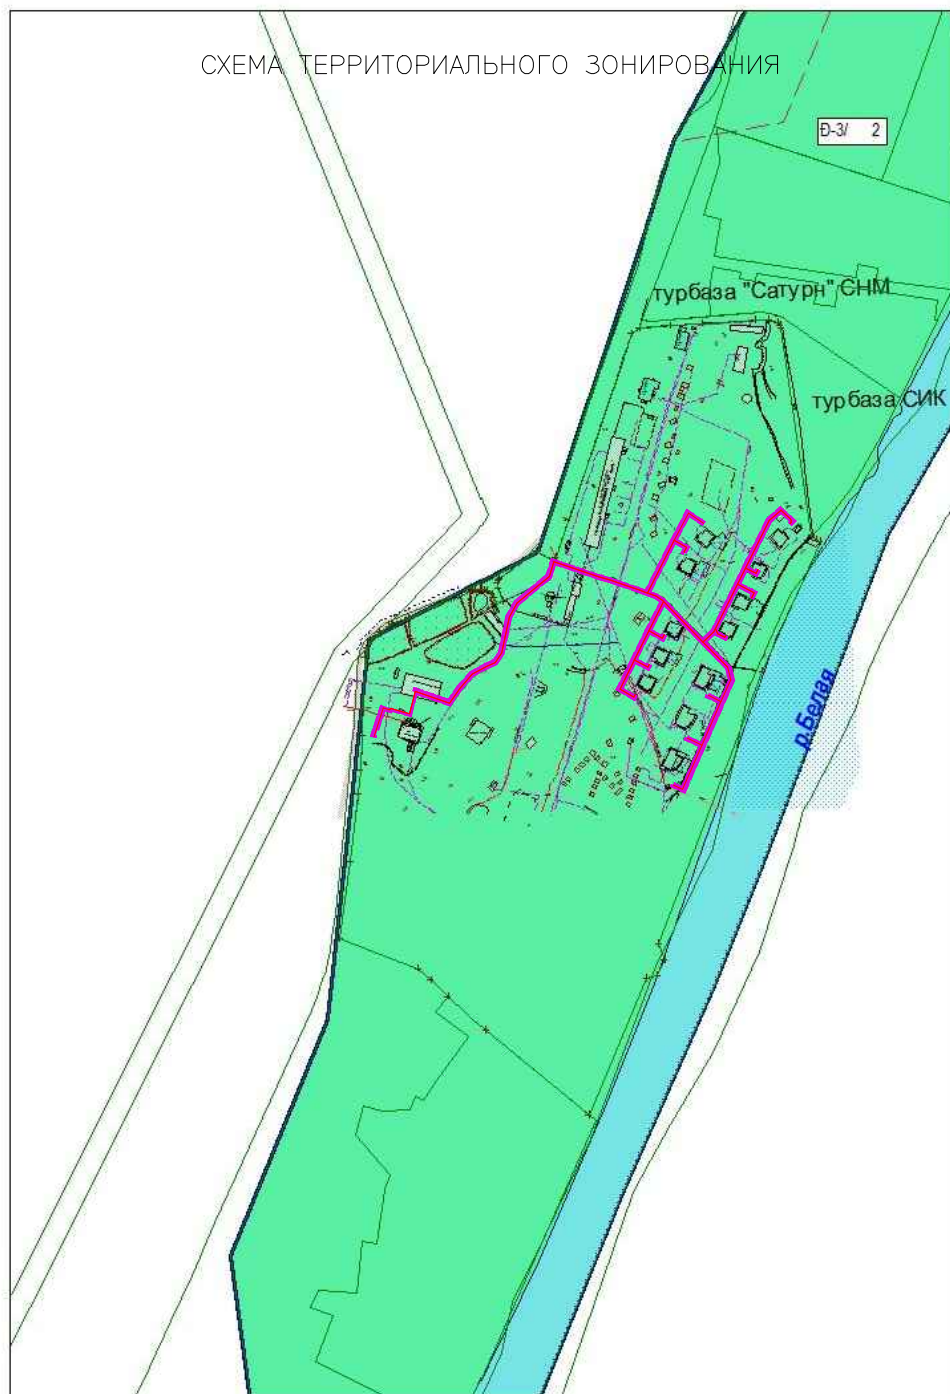 СХЕМА ТЕРРИТОРИАЛЬНОГО ЗОНИРОВАНИЯ
Ð-3/ 2
турбаза "Сатурн" СНМ
турбаза СИК
р.Белая